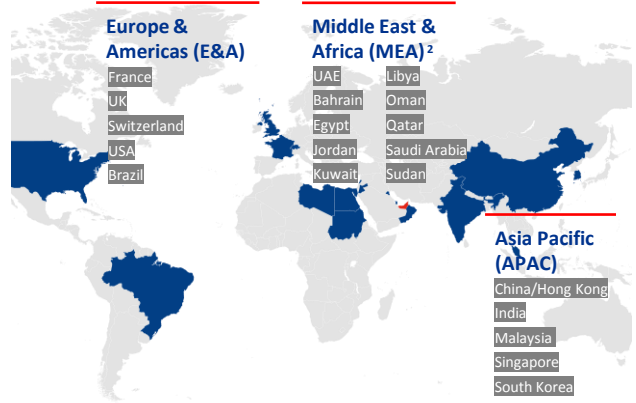 Europe &
Americas (E&A)
France
UK
Switzerland
USA
Brazil
Middle East &
Africa (MEA) ²
UAE
Bahrain
Egypt
Jordan
Kuwait
Libya
Oman
Qatar
Saudi Arabia
Sudan
Asia Pacific
(APAC)
China/Hong Kong
India
Malaysia
Singapore
South Korea